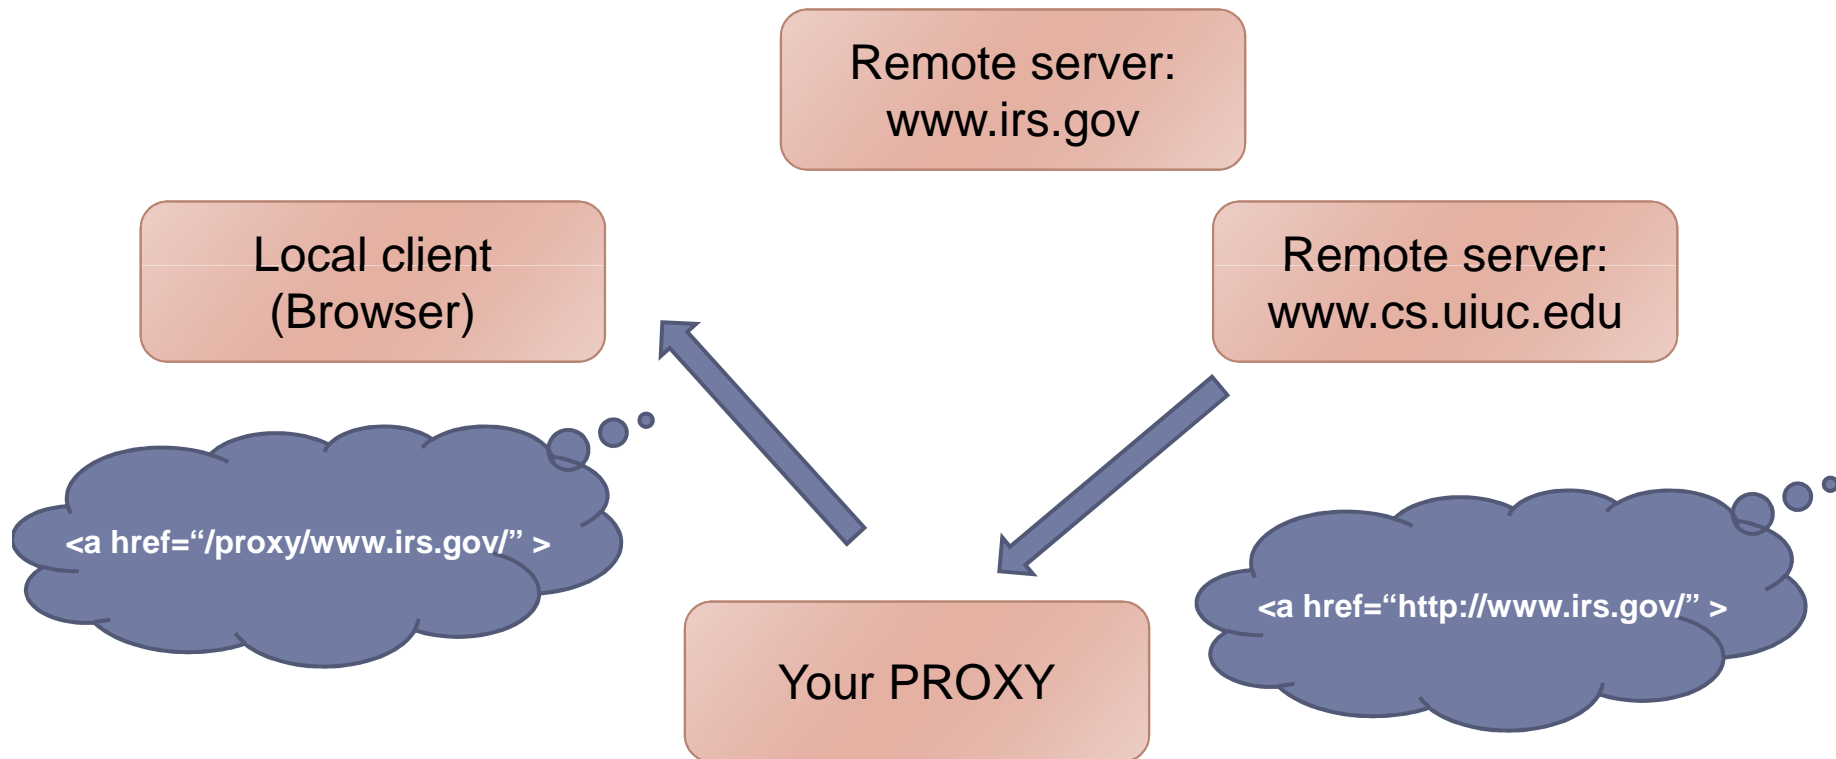 Remote server:
www.irs.gov
Local client
(Browser)
Remote server:
www.cs.uiuc.edu
<a href=“/proxy/www.irs.gov/” >
<a href=“http://www.irs.gov/” >
Your PROXY